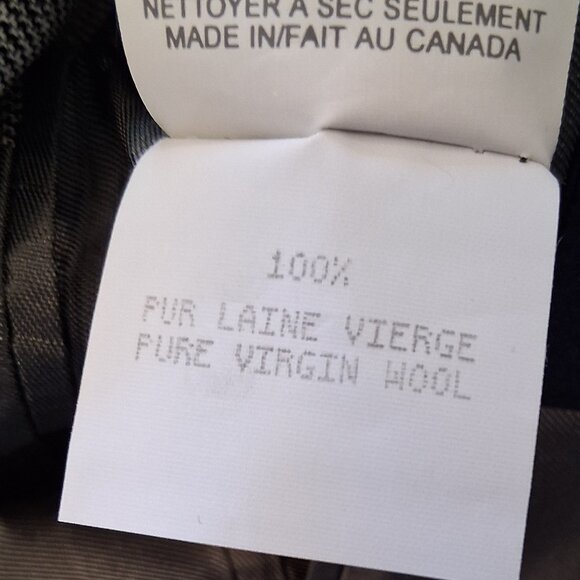 NETTOYER A SEC SEULEMENT
MADE IN/FAIT AU CANADA
100%
PUR LAINE VIERGE
PURE VIRGIN WOOL